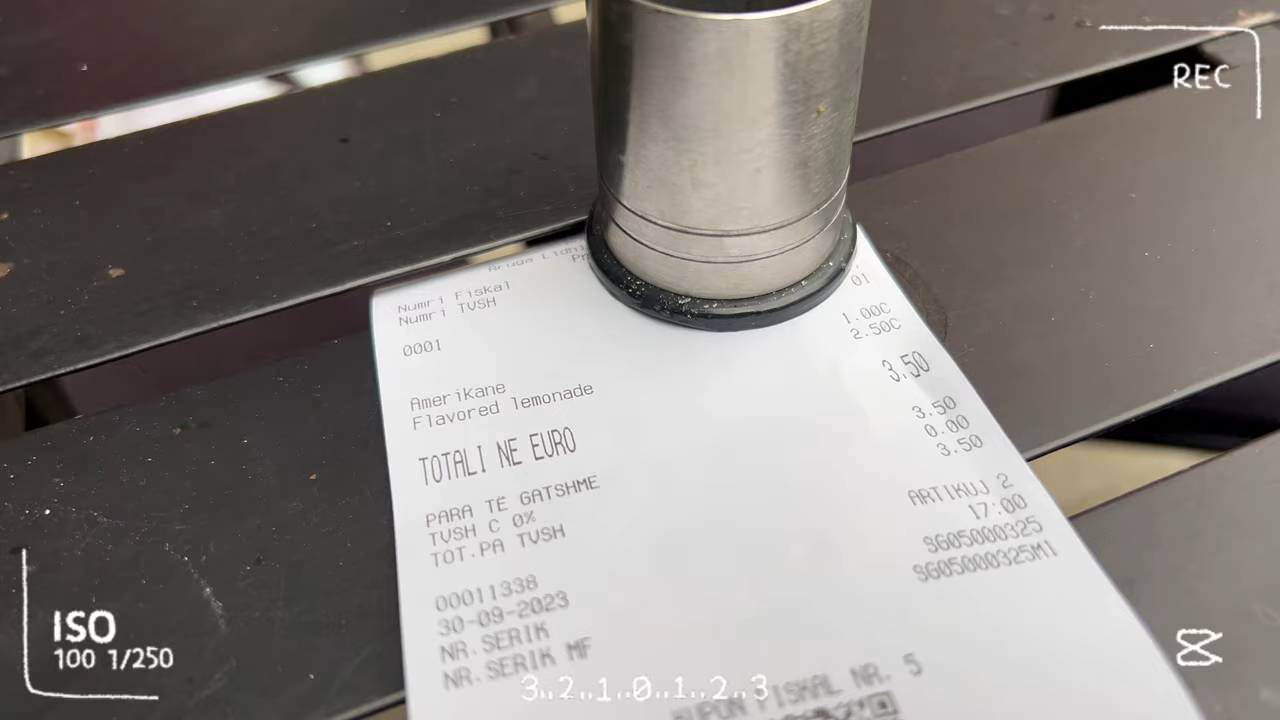 REC
Numri Fiskal
Numri TVSH
01
0001
Amerikane 1.00C
Flavored lemonade 2.50C
TOTALI NE EURO 3.50
PARA TË GATSHME 3.50
TVSH C 0% 0.00
TOT.PA TVSH 3.50
ARTIKUJ 2
00011338 17:00
30-09-2023
NR.SERIK SG05000325
NR.SERIK MF SG05000325M1
KUPON FISKAL NR. 5
ISO
100 1/250
3..2..1..0..1..2..3